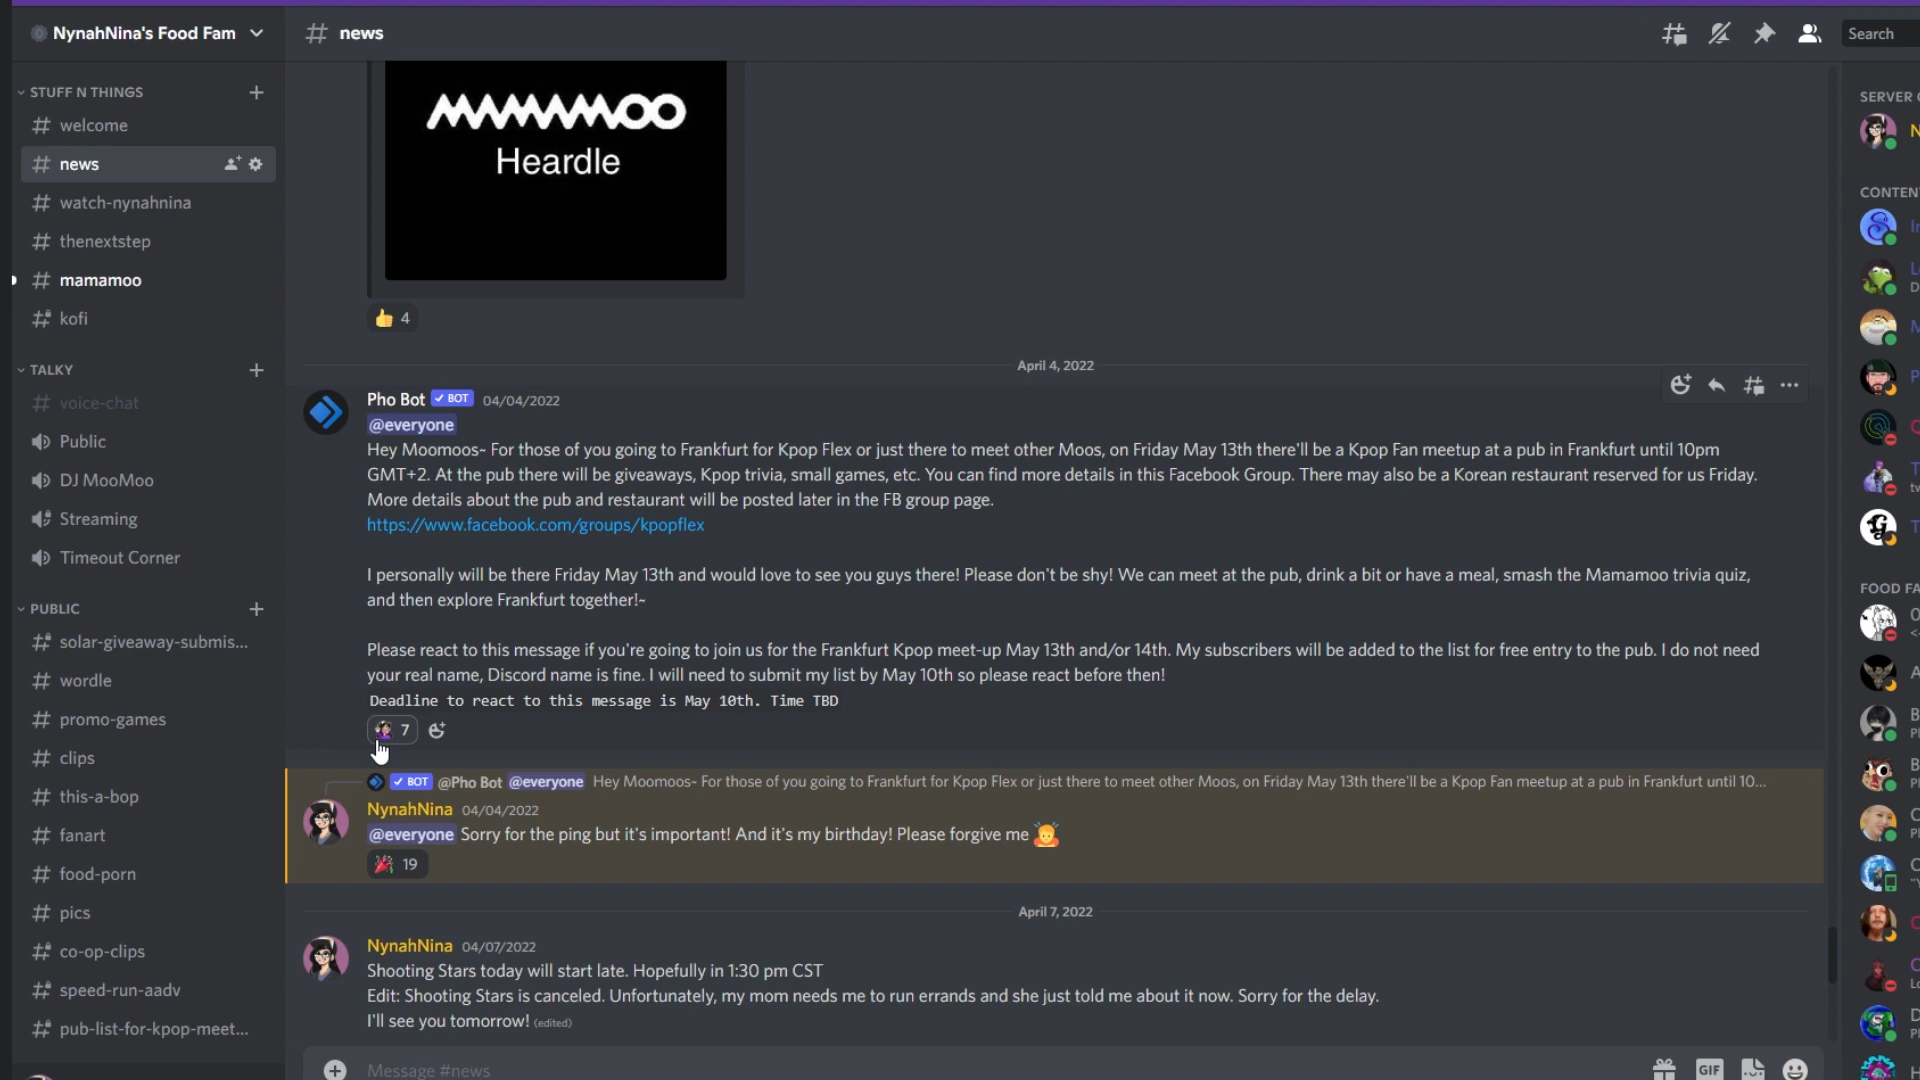 NynahNina's Food Fam
# news
Search
STUFF N THINGS
welcome
news
watch-nynahnina
thenextstep
mamamoo
kofi
TALKY
voice-chat
Public
DJ MooMoo
Streaming
Timeout Corner
PUBLIC
solar-giveaway-submis...
wordle
promo-games
clips
this-a-bop
fanart
food-porn
pics
co-op-clips
speed-run-aadv
pub-list-for-kpop-meet...
MAMAMOO
Heardle
4
April 4, 2022
Pho Bot BOT 04/04/2022
@everyone
Hey Moomoos~ For those of you going to Frankfurt for Kpop Flex or just there to meet other Moos, on Friday May 13th there'll be a Kpop Fan meetup at a pub in Frankfurt until 10pm
GMT+2. At the pub there will be giveaways, Kpop trivia, small games, etc. You can find more details in this Facebook Group. There may also be a Korean restaurant reserved for us Friday.
More details about the pub and restaurant will be posted later in the FB group page.
https://www.facebook.com/groups/kpopflex
I personally will be there Friday May 13th and would love to see you guys there! Please don't be shy! We can meet at the pub, drink a bit or have a meal, smash the Mamamoo trivia quiz,
and then explore Frankfurt together!~
Please react to this message if you're going to join us for the Frankfurt Kpop meet-up May 13th and/or 14th. My subscribers will be added to the list for free entry to the pub. I do not need
your real name, Discord name is fine. I will need to submit my list by May 10th so please react before then!
Deadline to react to this message is May 10th. Time TBD
7
BOT @Pho Bot @everyone Hey Moomoos~ For those of you going to Frankfurt for Kpop Flex or just there to meet other Moos, on Friday May 13th there'll be a Kpop Fan meetup at a pub in Frankfurt until 10...
NynahNina 04/04/2022
@everyone Sorry for the ping but it's important! And it's my birthday! Please forgive me
19
April 7, 2022
NynahNina 04/07/2022
Shooting Stars today will start late. Hopefully in 1:30 pm CST
Edit: Shooting Stars is canceled. Unfortunately, my mom needs me to run errands and she just told me about it now. Sorry for the delay.
I'll see you tomorrow! (edited)
Message #news
GIF
SERVER
CONTEN
FOOD FA